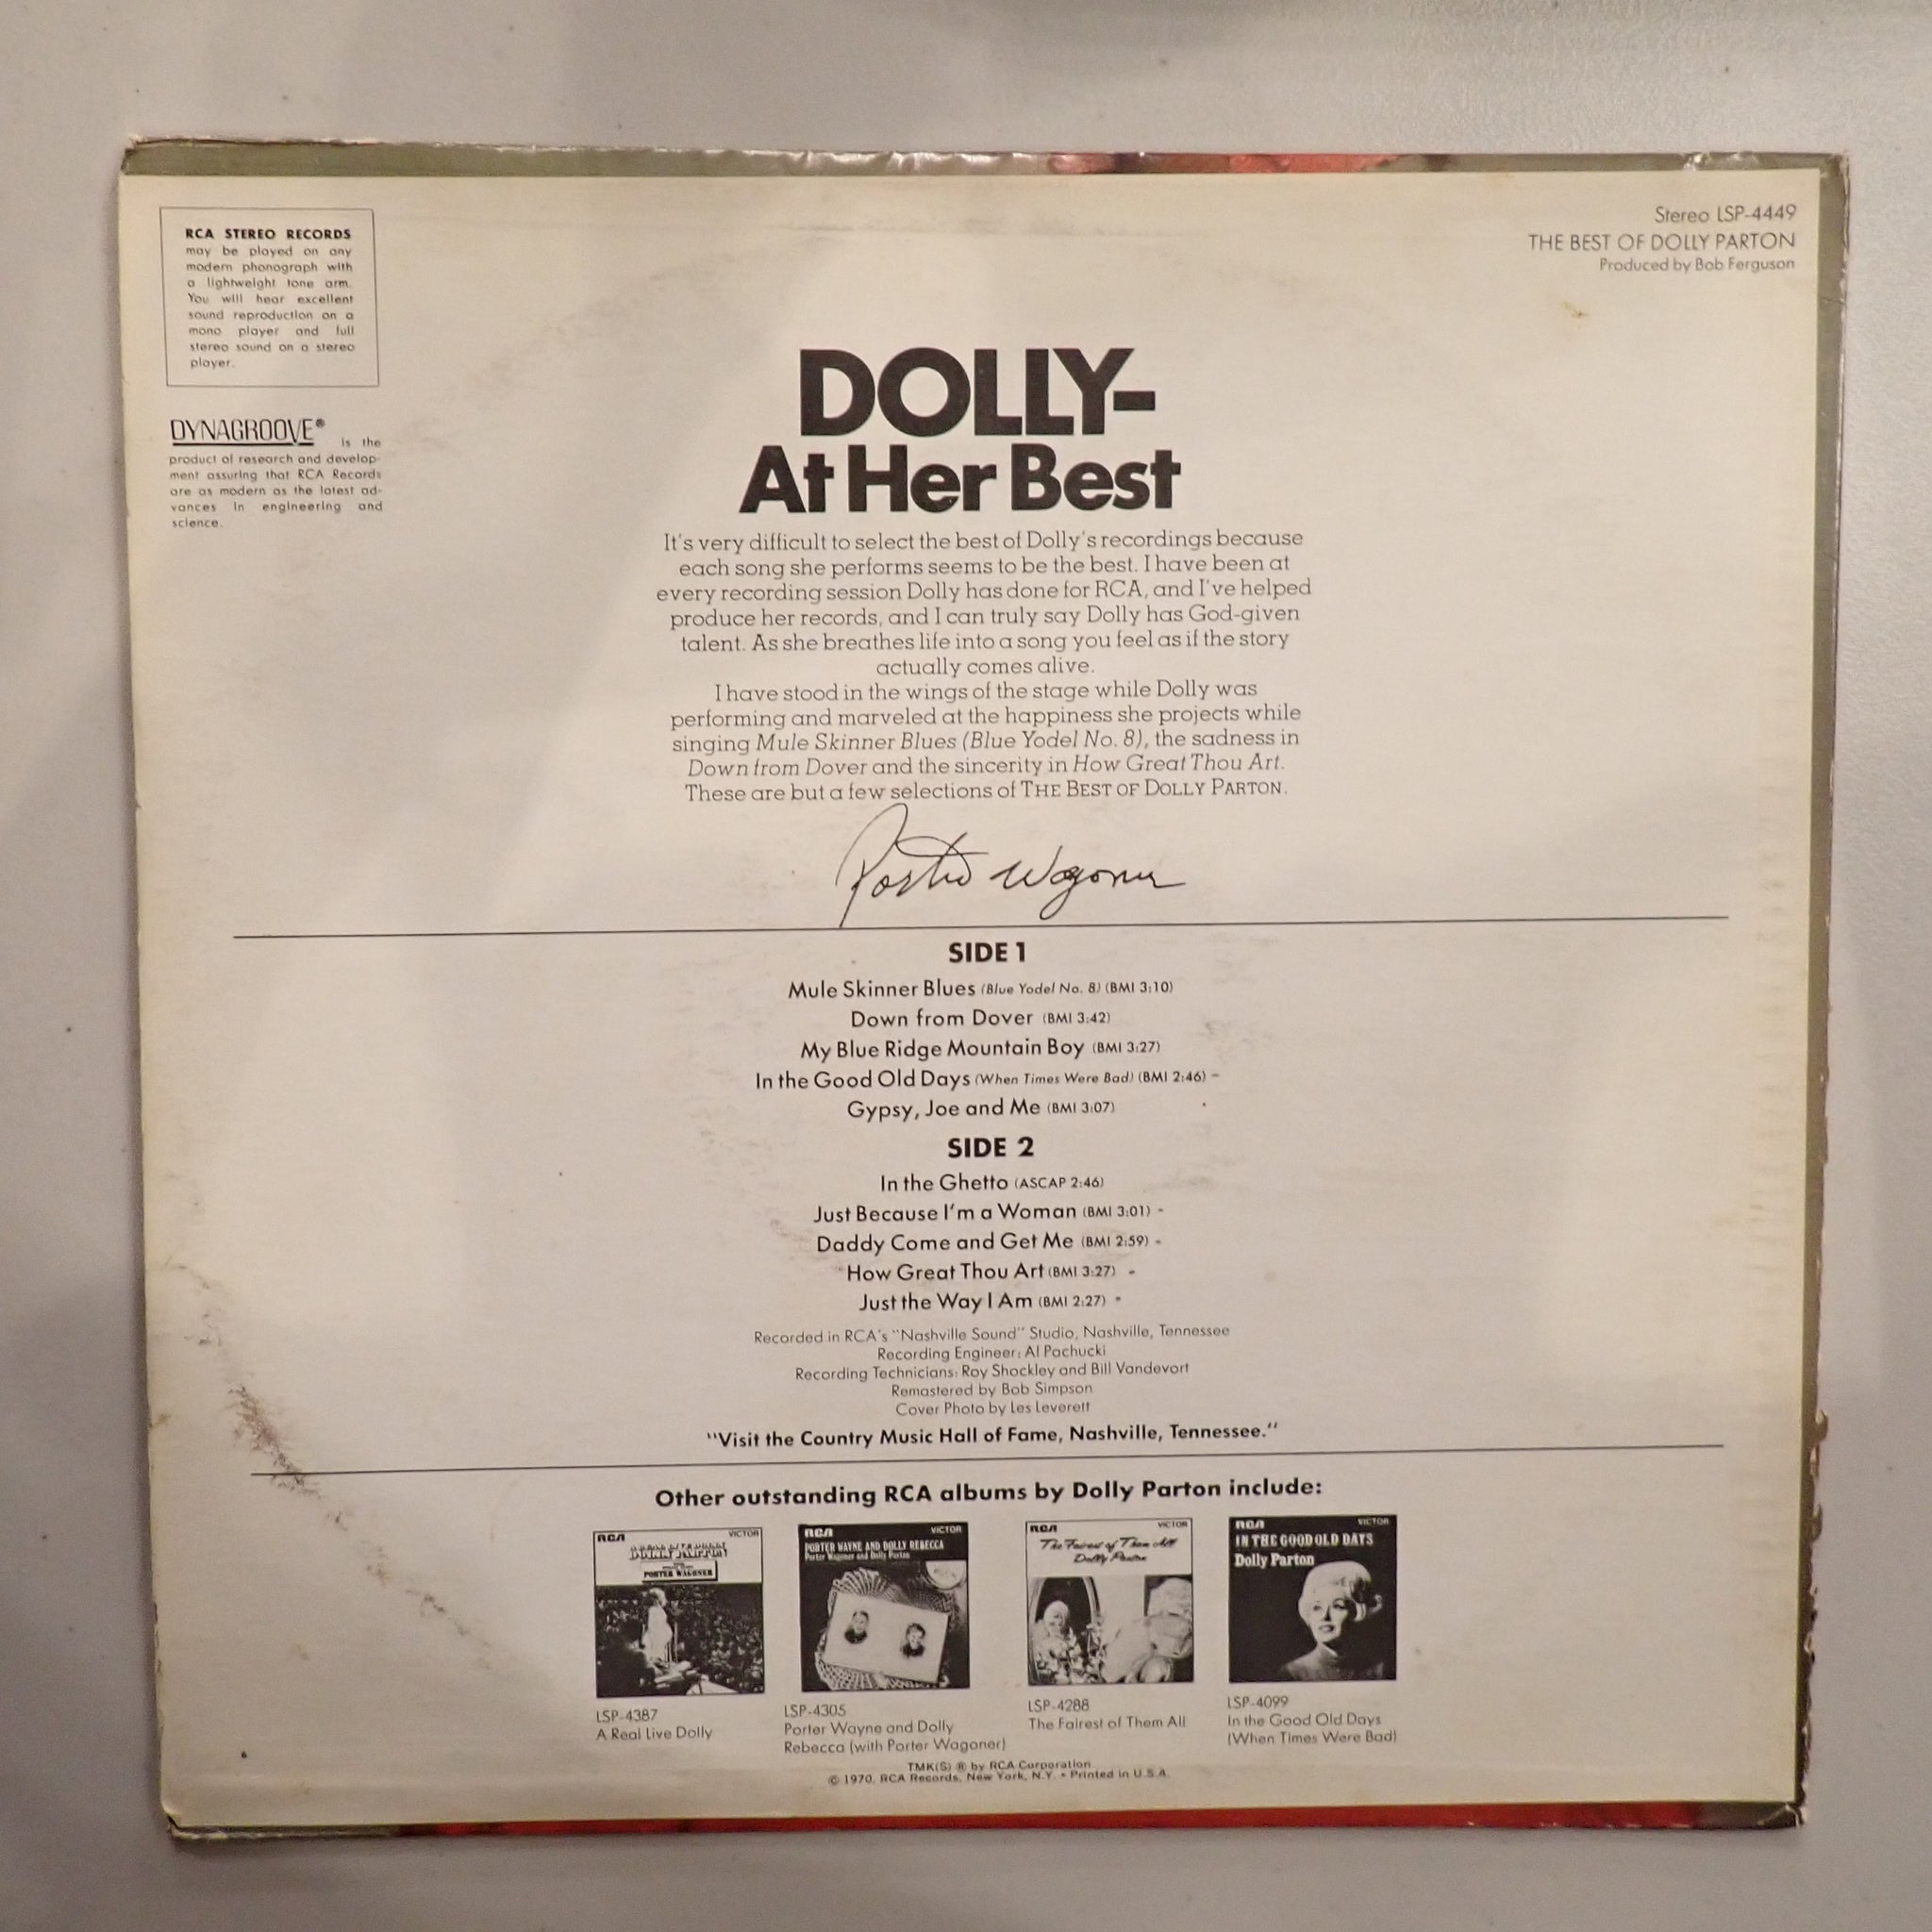 RCA STEREO RECORDS
may be played on any
modern phonograph with
a lightweight tone arm.
You will hear excellent
sound reproduction on a
mono player and full
stereo sound on a stereo
player.
DYNAGROOVE® is the
product of research and develop-
ment assuring that RCA Records
are as modern as the latest ad-
vances in engineering and
science.
Stereo LSP-4449
THE BEST OF DOLLY PARTON
Produced by Bob Ferguson
DOLLY-
At Her Best
It's very difficult to select the best of Dolly's recordings because
each song she performs seems to be the best. I have been at
every recording session Dolly has done for RCA, and I've helped
produce her records, and I can truly say Dolly has God-given
talent. As she breathes life into a song you feel as if the story
actually comes alive.
I have stood in the wings of the stage while Dolly was
performing and marveled at the happiness she projects while
singing Mule Skinner Blues (Blue Yodel No. 8), the sadness in
Down from Dover and the sincerity in How Great Thou Art.
These are but a few selections of THE BEST OF DOLLY PARTON.
Porter Wagoner
SIDE 1
Mule Skinner Blues (Blue Yodel No. 8) (BMI 3:10)
Down from Dover (BMI 3:42)
My Blue Ridge Mountain Boy (BMI 3:27)
In the Good Old Days (When Times Were Bad) (BMI 2:46)
Gypsy, Joe and Me (BMI 3:07)
SIDE 2
In the Ghetto (ASCAP 2:46)
Just Because I'm a Woman (BMI 3:01)
Daddy Come and Get Me (BMI 2:59)
How Great Thou Art (BMI 3:27)
Just the Way I Am (BMI 2:27)
Recorded in RCA's "Nashville Sound" Studio, Nashville, Tennessee
Recording Engineer: Al Pachucki
Recording Technicians: Roy Shockley and Bill Vandevort
Remastered by Bob Simpson
Cover Photo by Les Leverett
"Visit the Country Music Hall of Fame, Nashville, Tennessee."
Other outstanding RCA albums by Dolly Parton include:
RCA VICTOR
PORTER WAGONER
RCA VICTOR
PORTER WAYNE AND DOLLY REBECCA
Porter Wagoner and Dolly Parton
RCA VICTOR
The Fairest of Them All
Dolly Parton
RCA VICTOR
IN THE GOOD OLD DAYS
Dolly Parton
LSP-4387
A Real Live Dolly
LSP-4305
Porter Wayne and Dolly
Rebecca (with Porter Wagoner)
LSP-4288
The Fairest of Them All
LSP-4099
In the Good Old Days
(When Times Were Bad)
TMK(S) ® by RCA Corporation
© 1970, RCA Records, New York, N.Y. • Printed in U.S.A.